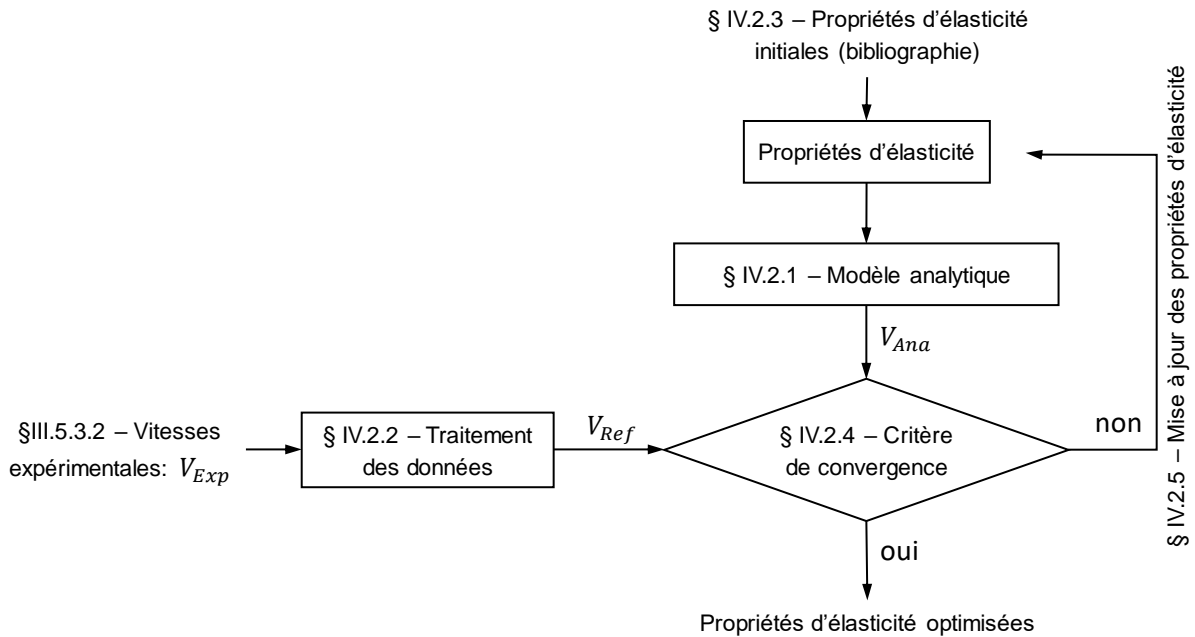 § IV.2.3 – Propriétés d'élasticité
initiales (bibliographie)
Propriétés d'élasticité
§ IV.2.1 – Modèle analytique
V_Ana
§III.5.3.2 – Vitesses
expérimentales: V_Exp
§ IV.2.2 – Traitement
des données
V_Ref
§ IV.2.4 – Critère
de convergence
non
§ IV.2.5 – Mise à jour des propriétés d'élasticité
oui
Propriétés d'élasticité optimisées